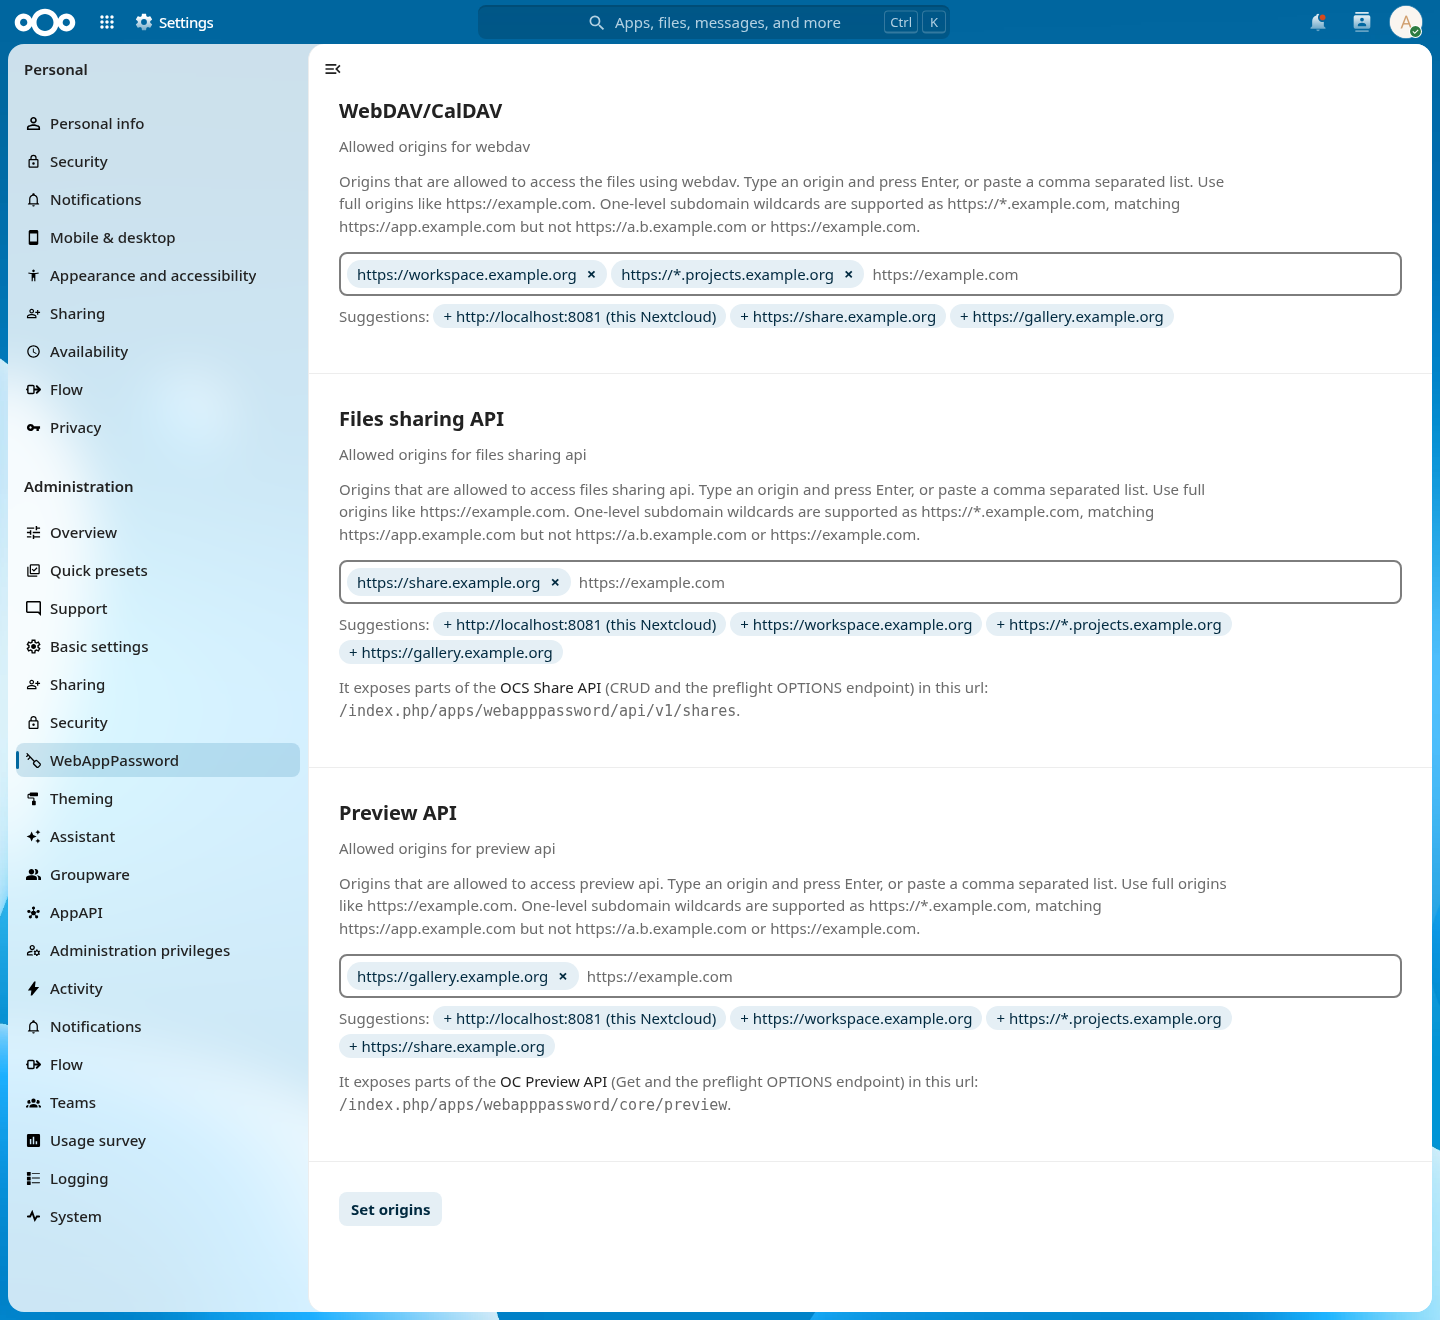 Settings
Apps, files, messages, and more
Ctrl K
A
Personal
Personal info
Security
Notifications
Mobile & desktop
Appearance and accessibility
Sharing
Availability
Flow
Privacy
Administration
Overview
Quick presets
Support
Basic settings
Sharing
Security
WebAppPassword
Theming
Assistant
Groupware
AppAPI
Administration privileges
Activity
Notifications
Flow
Teams
Usage survey
Logging
System
WebDAV/CalDAV
Allowed origins for webdav
Origins that are allowed to access the files using webdav. Type an origin and press Enter, or paste a comma separated list. Use
full origins like https://example.com. One-level subdomain wildcards are supported as https://*.example.com, matching
https://app.example.com but not https://a.b.example.com or https://example.com.
https://workspace.example.org × https://*.projects.example.org × https://example.com
Suggestions: + http://localhost:8081 (this Nextcloud) + https://share.example.org + https://gallery.example.org
Files sharing API
Allowed origins for files sharing api
Origins that are allowed to access files sharing api. Type an origin and press Enter, or paste a comma separated list. Use full
origins like https://example.com. One-level subdomain wildcards are supported as https://*.example.com, matching
https://app.example.com but not https://a.b.example.com or https://example.com.
https://share.example.org × https://example.com
Suggestions: + http://localhost:8081 (this Nextcloud) + https://workspace.example.org + https://*.projects.example.org
+ https://gallery.example.org
It exposes parts of the OCS Share API (CRUD and the preflight OPTIONS endpoint) in this url:
/index.php/apps/webapppassword/api/v1/shares.
Preview API
Allowed origins for preview api
Origins that are allowed to access preview api. Type an origin and press Enter, or paste a comma separated list. Use full origins
like https://example.com. One-level subdomain wildcards are supported as https://*.example.com, matching
https://app.example.com but not https://a.b.example.com or https://example.com.
https://gallery.example.org × https://example.com
Suggestions: + http://localhost:8081 (this Nextcloud) + https://workspace.example.org + https://*.projects.example.org
+ https://share.example.org
It exposes parts of the OC Preview API (Get and the preflight OPTIONS endpoint) in this url:
/index.php/apps/webapppassword/core/preview.
Set origins